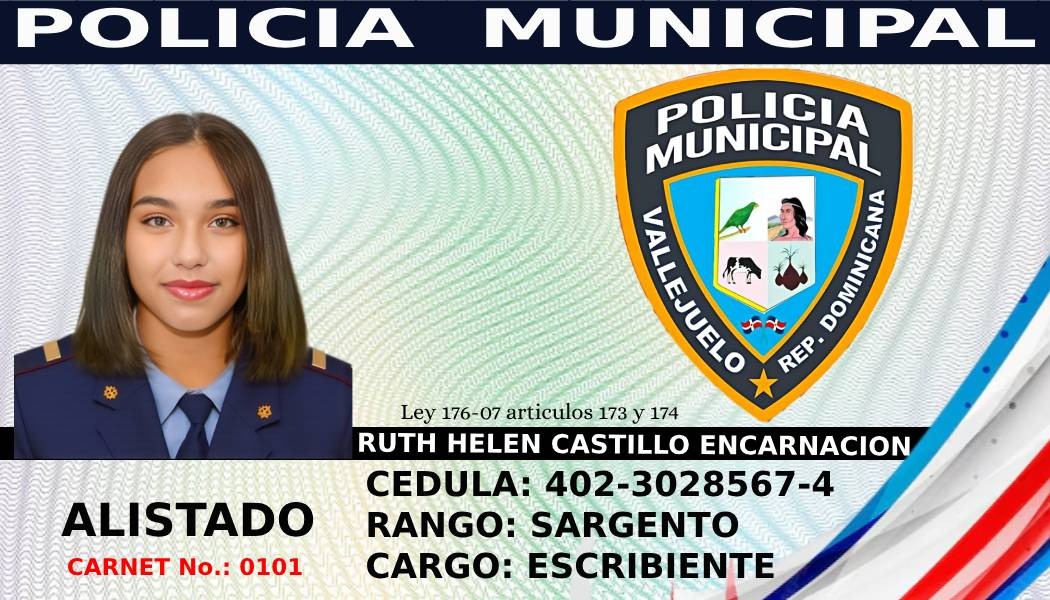 POLICIA MUNICIPAL
POLICIA
MUNICIPAL
VALLEJUELO
REP. DOMINICANA
Ley 176-07 articulos 173 y 174
RUTH HELEN CASTILLO ENCARNACION
CEDULA: 402-3028567-4
ALISTADO
RANGO: SARGENTO
CARNET No.: 0101
CARGO: ESCRIBIENTE